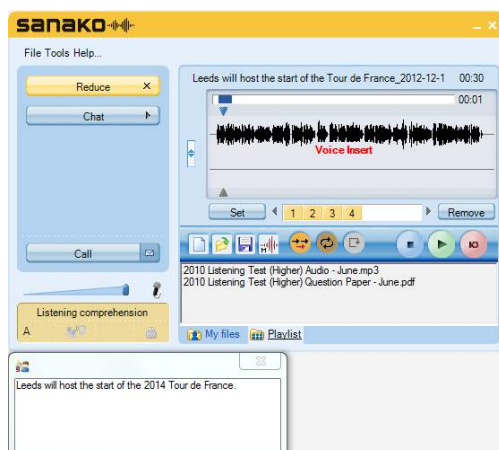 sanako
File Tools Help...
Reduce
Chat
Call
Listening comprehension
A
Leeds will host the start of the Tour de France_2012-12-1 00:30
00:01
Voice Insert
Set 1 2 3 4 Remove
2010 Listening Test (Higher) Audio - June.mp3
2010 Listening Test (Higher) Question Paper - June.pdf
My files Playlist
Leeds will host the start of the 2014 Tour de France.